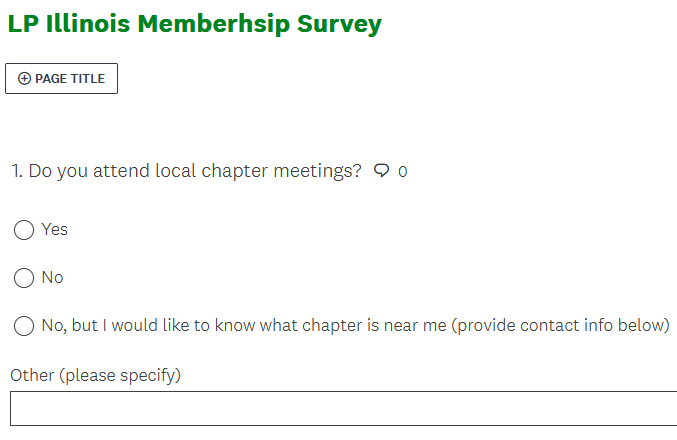 LP Illinois Memberhsip Survey
PAGE TITLE
1. Do you attend local chapter meetings? 0
Yes
No
No, but I would like to know what chapter is near me (provide contact info below)
Other (please specify)